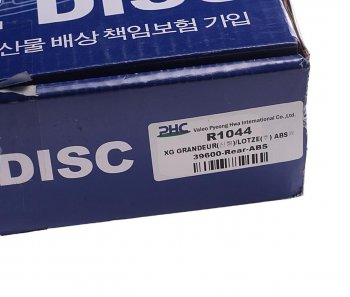 DISC
산물 배상 책임보험 가입
DISC
PHC Valeo Pyeong Hwa International Co.,Ltd.
R1044
XG GRANDEUR( )/LOTZE( ) ABS
39600-Rear-ABS